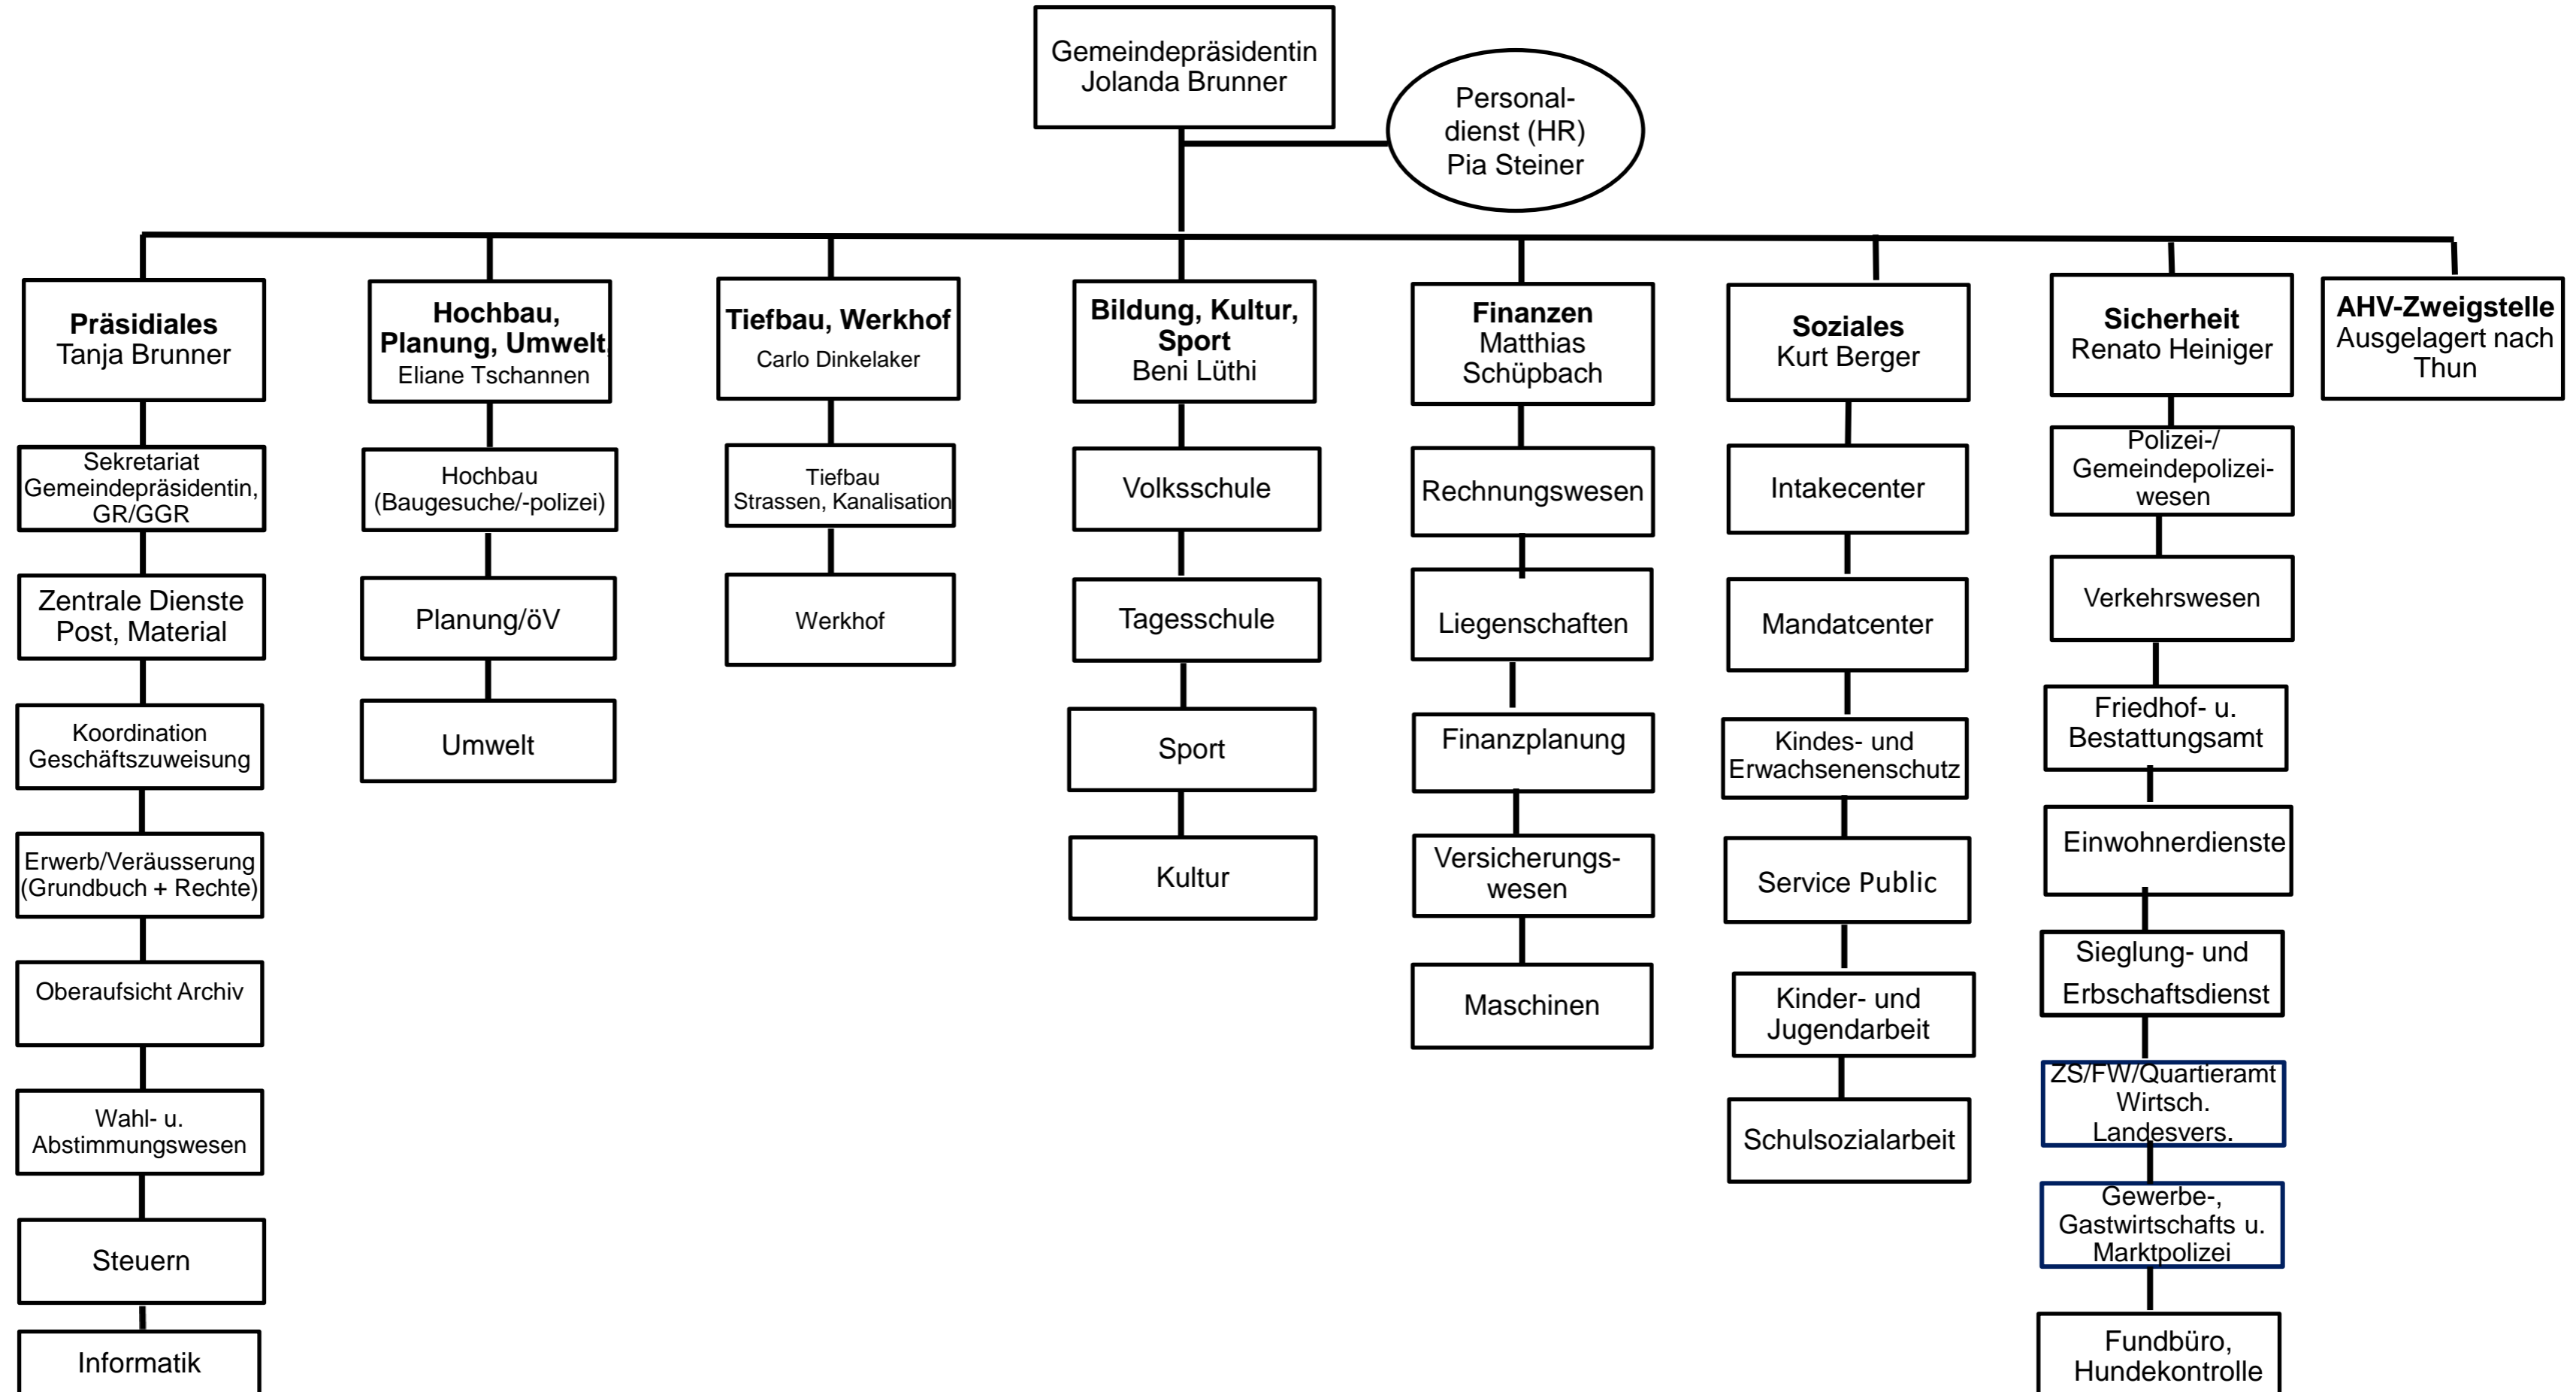 Gemeindepräsidentin
Jolanda Brunner
Personal-
dienst (HR)
Pia Steiner
Präsidiales
Tanja Brunner
Sekretariat
Gemeindepräsidentin,
GR/GGR
Zentrale Dienste
Post, Material
Koordination
Geschäftszuweisung
Erwerb/Veräusserung
(Grundbuch + Rechte)
Oberaufsicht Archiv
Wahl- u.
Abstimmungswesen
Steuern
Informatik
Hochbau,
Planung, Umwelt,
Eliane Tschannen
Hochbau
(Baugesuche/-polizei)
Planung/öV
Umwelt
Tiefbau, Werkhof
Carlo Dinkelaker
Tiefbau
Strassen, Kanalisation
Werkhof
Bildung, Kultur,
Sport
Beni Lüthi
Volksschule
Tagesschule
Sport
Kultur
Finanzen
Matthias
Schüpbach
Rechnungswesen
Liegenschaften
Finanzplanung
Versicherungs-
wesen
Maschinen
Soziales
Kurt Berger
Intakecenter
Mandatcenter
Kindes- und
Erwachsenenschutz
Service Public
Kinder- und
Jugendarbeit
Schulsozialarbeit
Sicherheit
Renato Heiniger
Polizei-/
Gemeindepolizei-
wesen
Verkehrswesen
Friedhof- u.
Bestattungsamt
Einwohnerdienste
Sieglung- und
Erbschaftsdienst
ZS/FW/Quartieramt
Wirtsch.
Landesvers.
Gewerbe-,
Gastwirtschafts u.
Marktpolizei
Fundbüro,
Hundekontrolle
AHV-Zweigstelle
Ausgelagert nach
Thun